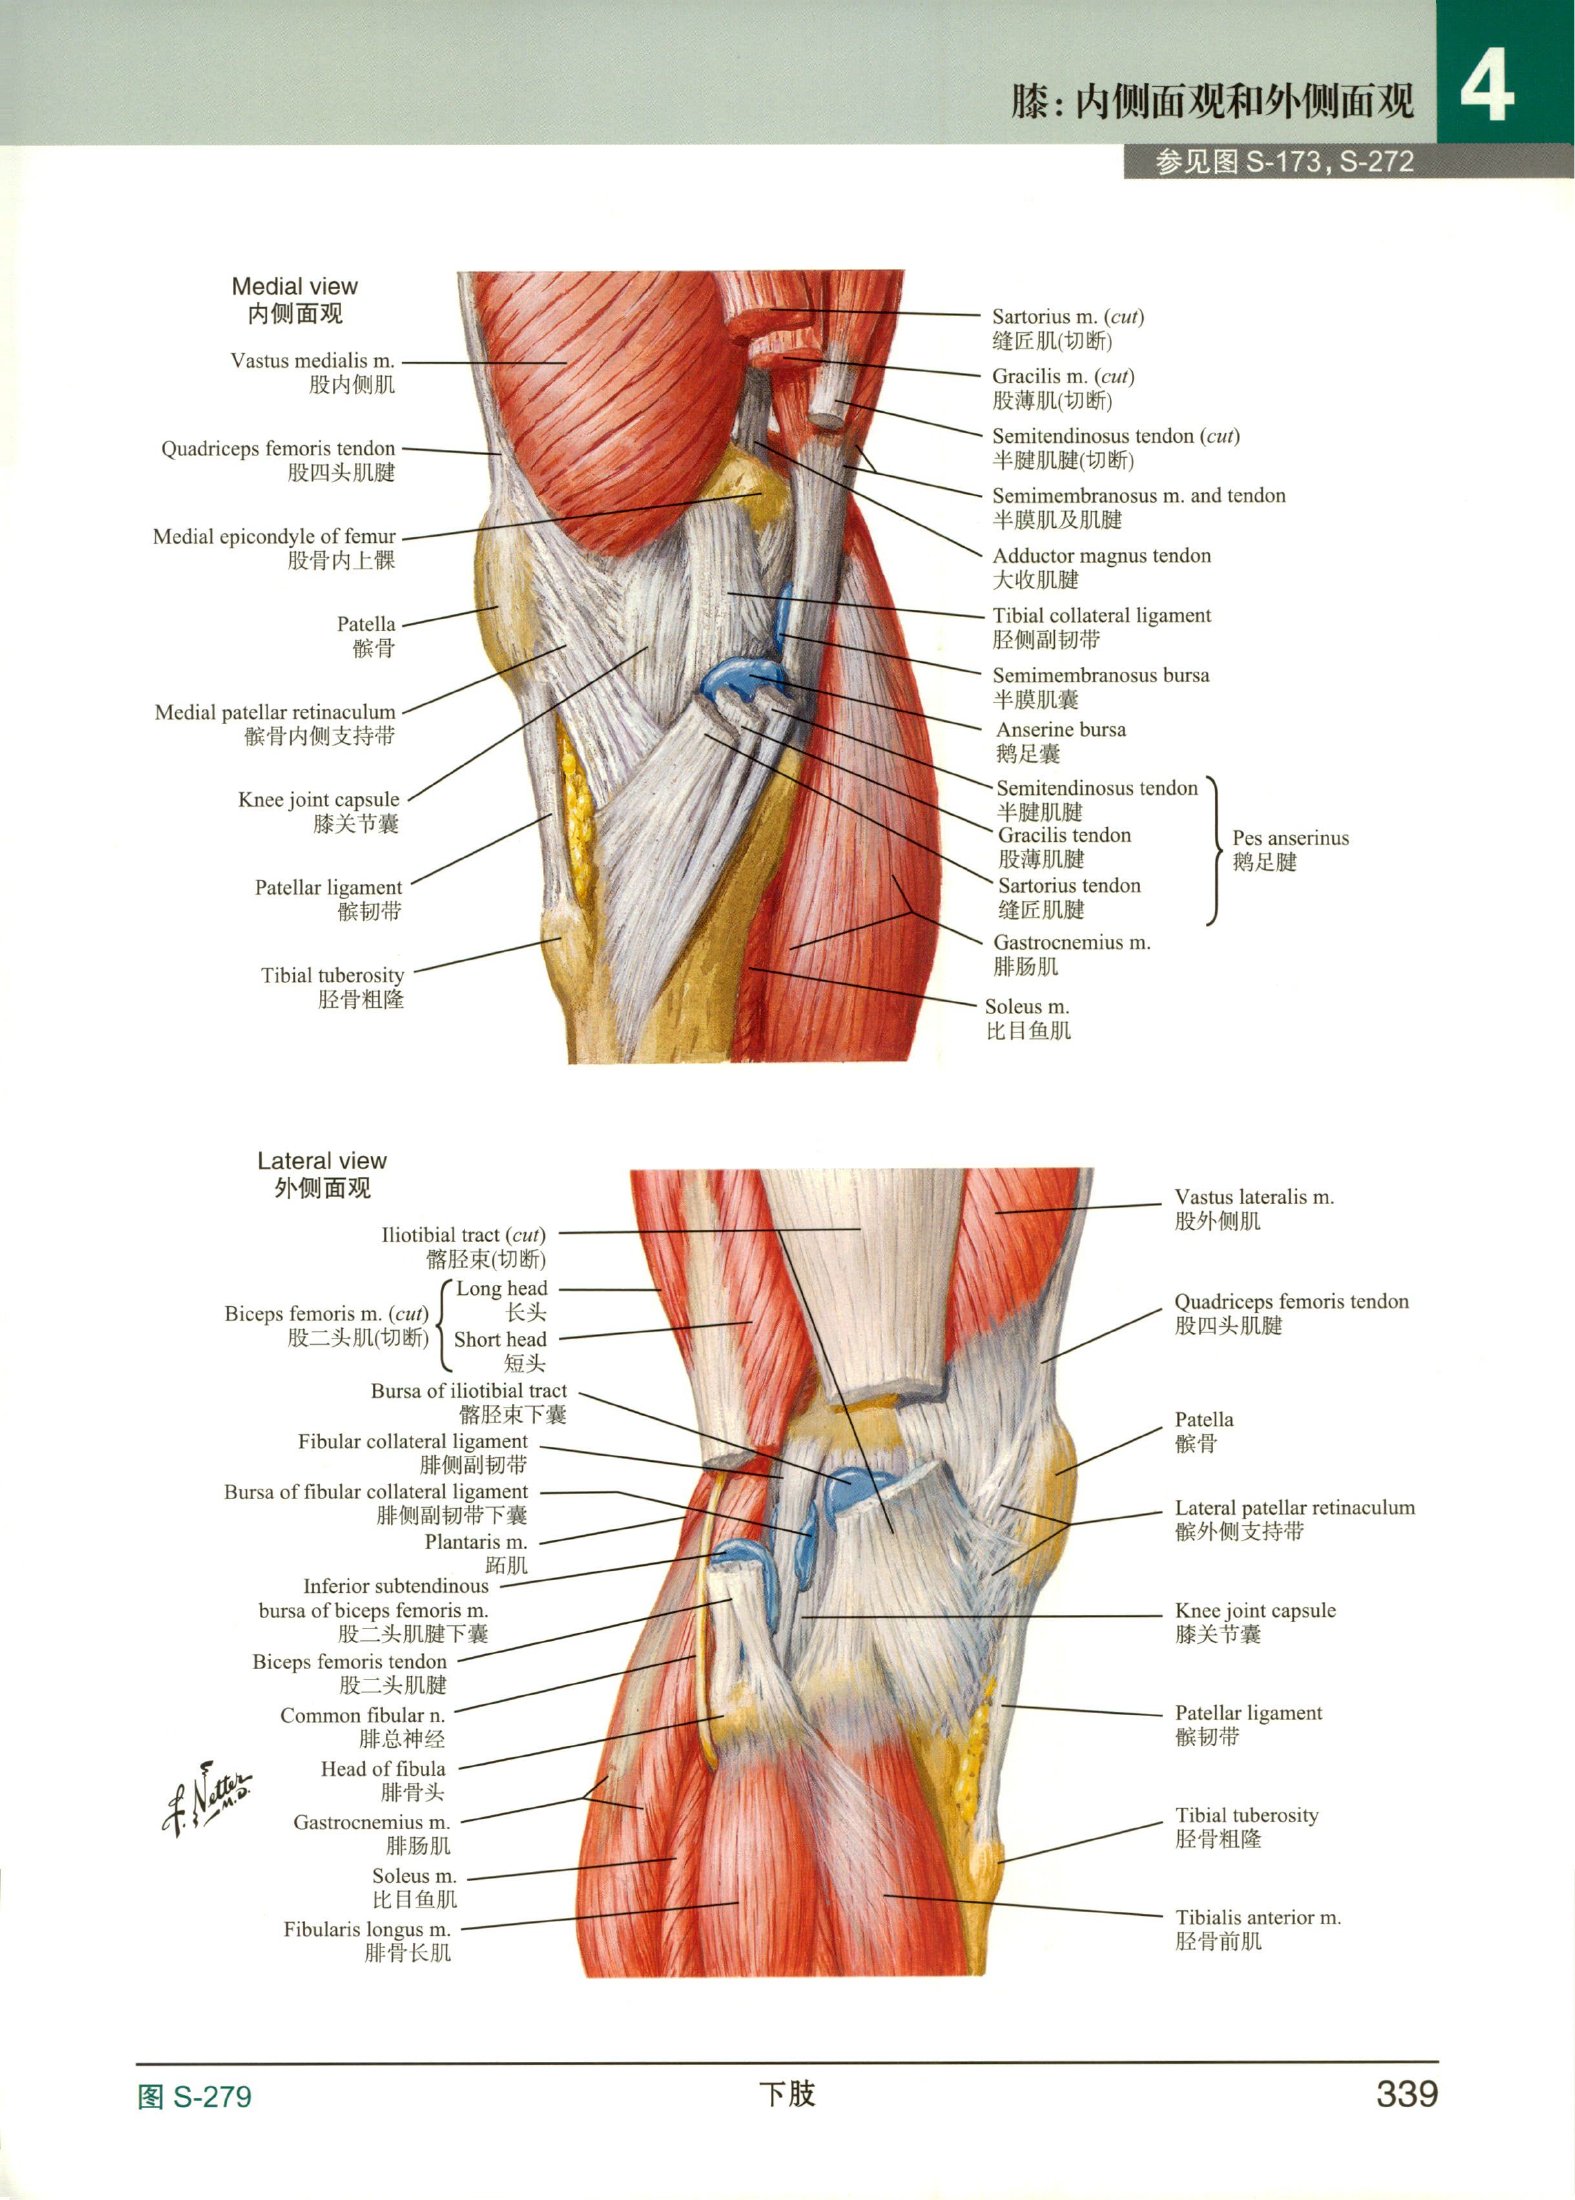 膝：内侧面观和外侧面观
4
参见图 S-173, S-272
Medial view
内侧面观
Vastus medialis m.
股内侧肌
Quadriceps femoris tendon
股四头肌腱
Medial epicondyle of femur
股骨内上髁
Patella
髌骨
Medial patellar retinaculum
髌骨内侧支持带
Knee joint capsule
膝关节囊
Patellar ligament
髌韧带
Tibial tuberosity
胫骨粗隆
Sartorius m. (cut)
缝匠肌(切断)
Gracilis m. (cut)
股薄肌(切断)
Semitendinosus tendon (cut)
半腱肌腱(切断)
Semimembranosus m. and tendon
半膜肌及肌腱
Adductor magnus tendon
大收肌腱
Tibial collateral ligament
胫侧副韧带
Semimembranosus bursa
半膜肌囊
Anserine bursa
鹅足囊
Semitendinosus tendon
半腱肌腱
Gracilis tendon
股薄肌腱
Sartorius tendon
缝匠肌腱
Pes anserinus
鹅足腱
Gastrocnemius m.
腓肠肌
Soleus m.
比目鱼肌
Lateral view
外侧面观
Iliotibial tract (cut)
髂胫束(切断)
Biceps femoris m. (cut)
股二头肌(切断)
Long head
长头
Short head
短头
Bursa of iliotibial tract
髂胫束下囊
Fibular collateral ligament
腓侧副韧带
Bursa of fibular collateral ligament
腓侧副韧带下囊
Plantaris m.
跖肌
Inferior subtendinous
bursa of biceps femoris m.
股二头肌腱下囊
Biceps femoris tendon
股二头肌腱
Common fibular n.
腓总神经
Head of fibula
腓骨头
Gastrocnemius m.
腓肠肌
Soleus m.
比目鱼肌
Fibularis longus m.
腓骨长肌
Vastus lateralis m.
股外侧肌
Quadriceps femoris tendon
股四头肌腱
Patella
髌骨
Lateral patellar retinaculum
髌外侧支持带
Knee joint capsule
膝关节囊
Patellar ligament
髌韧带
Tibial tuberosity
胫骨粗隆
Tibialis anterior m.
胫骨前肌
F. Netter
M.D.
图 S-279
下肢
339